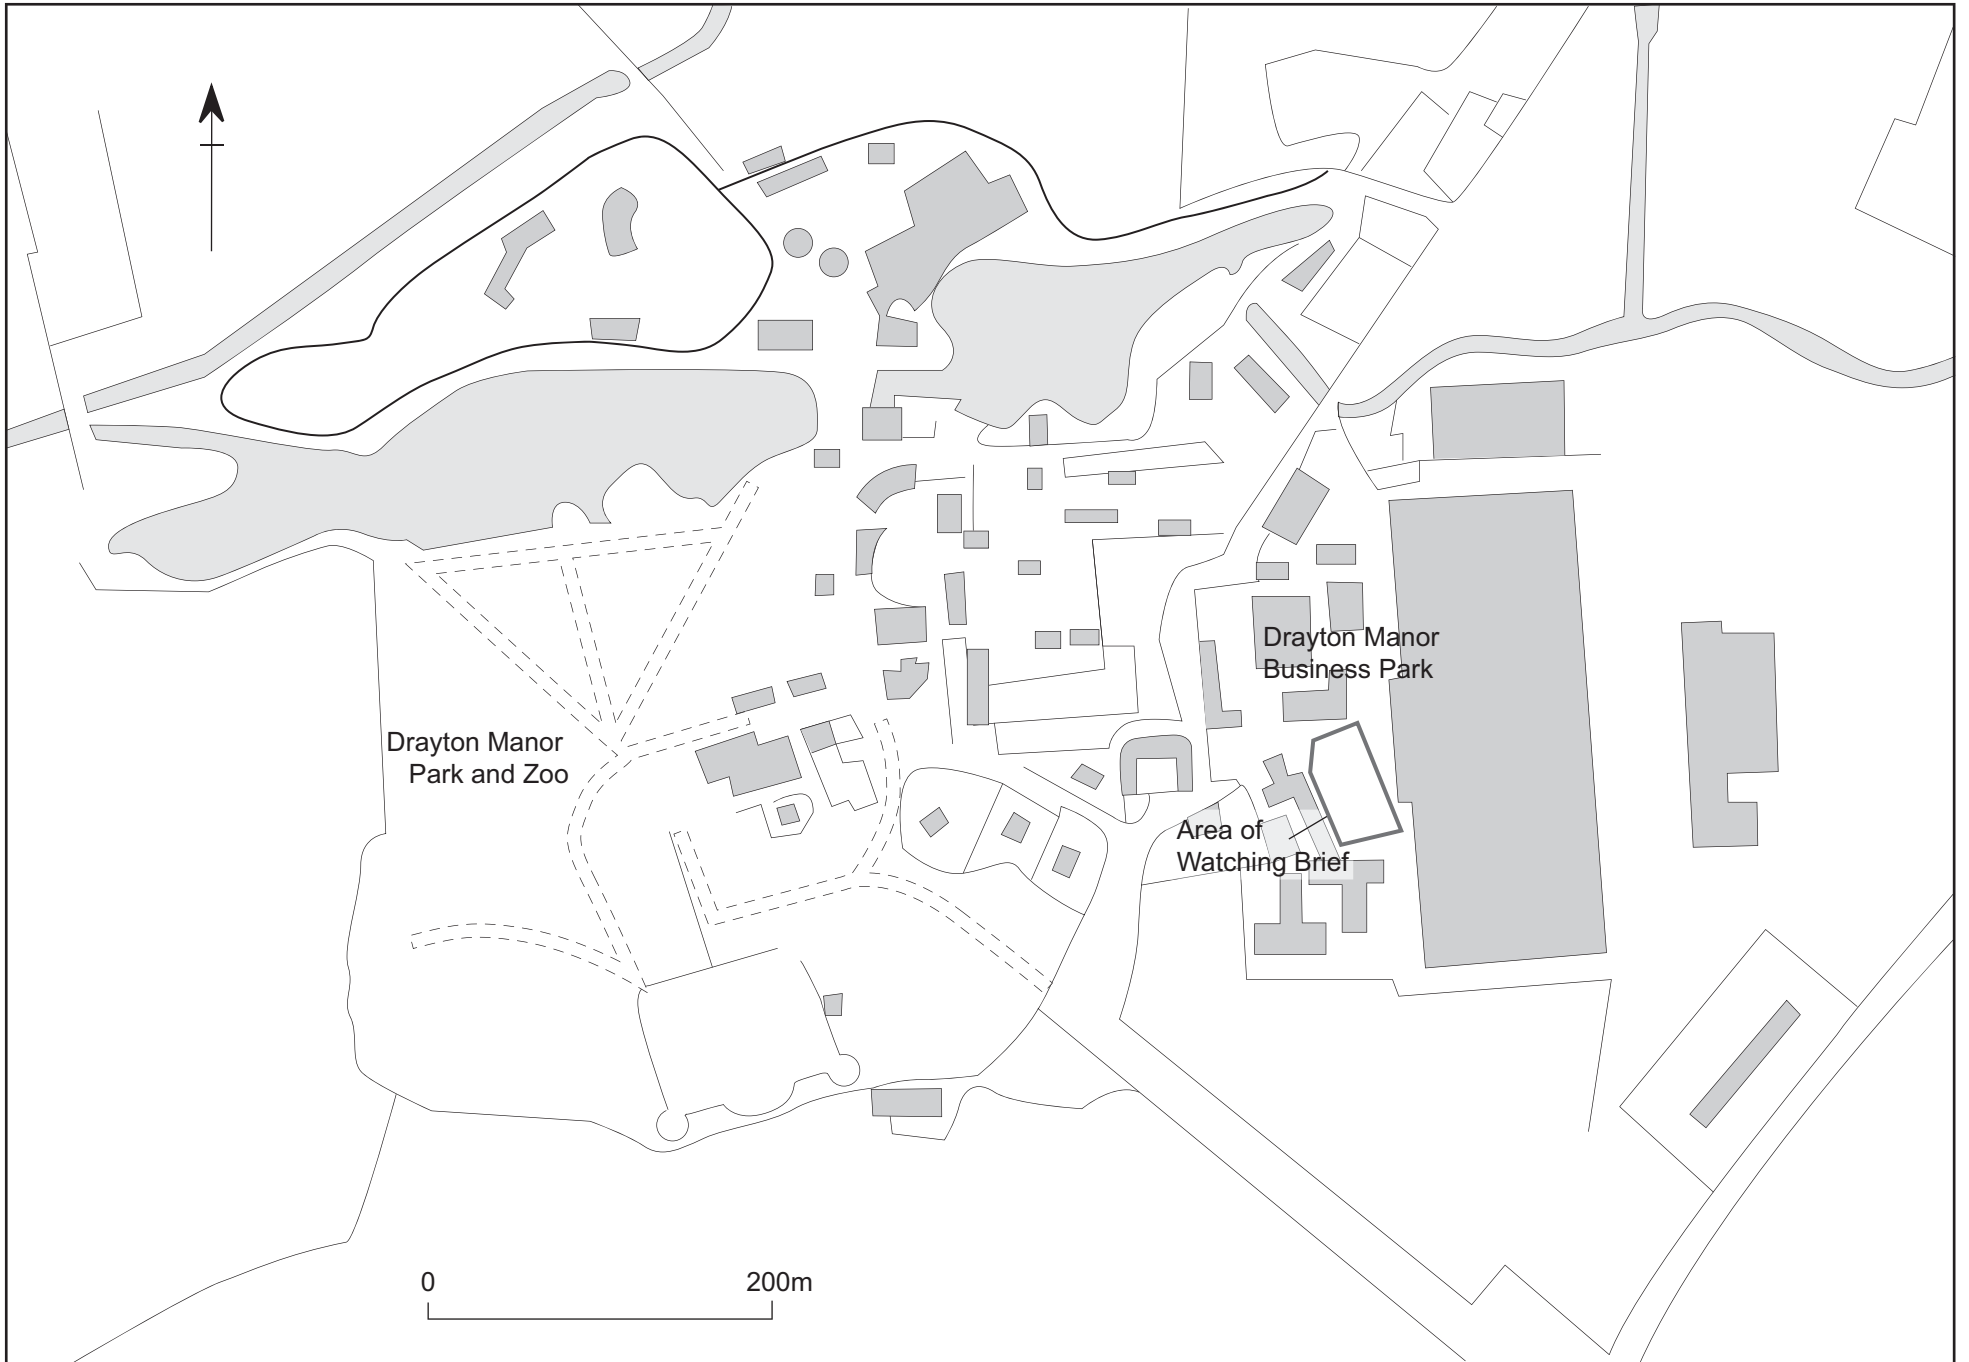 Drayton Manor
Business Park
Drayton Manor
Park and Zoo
Area of
Watching Brief
0 200m